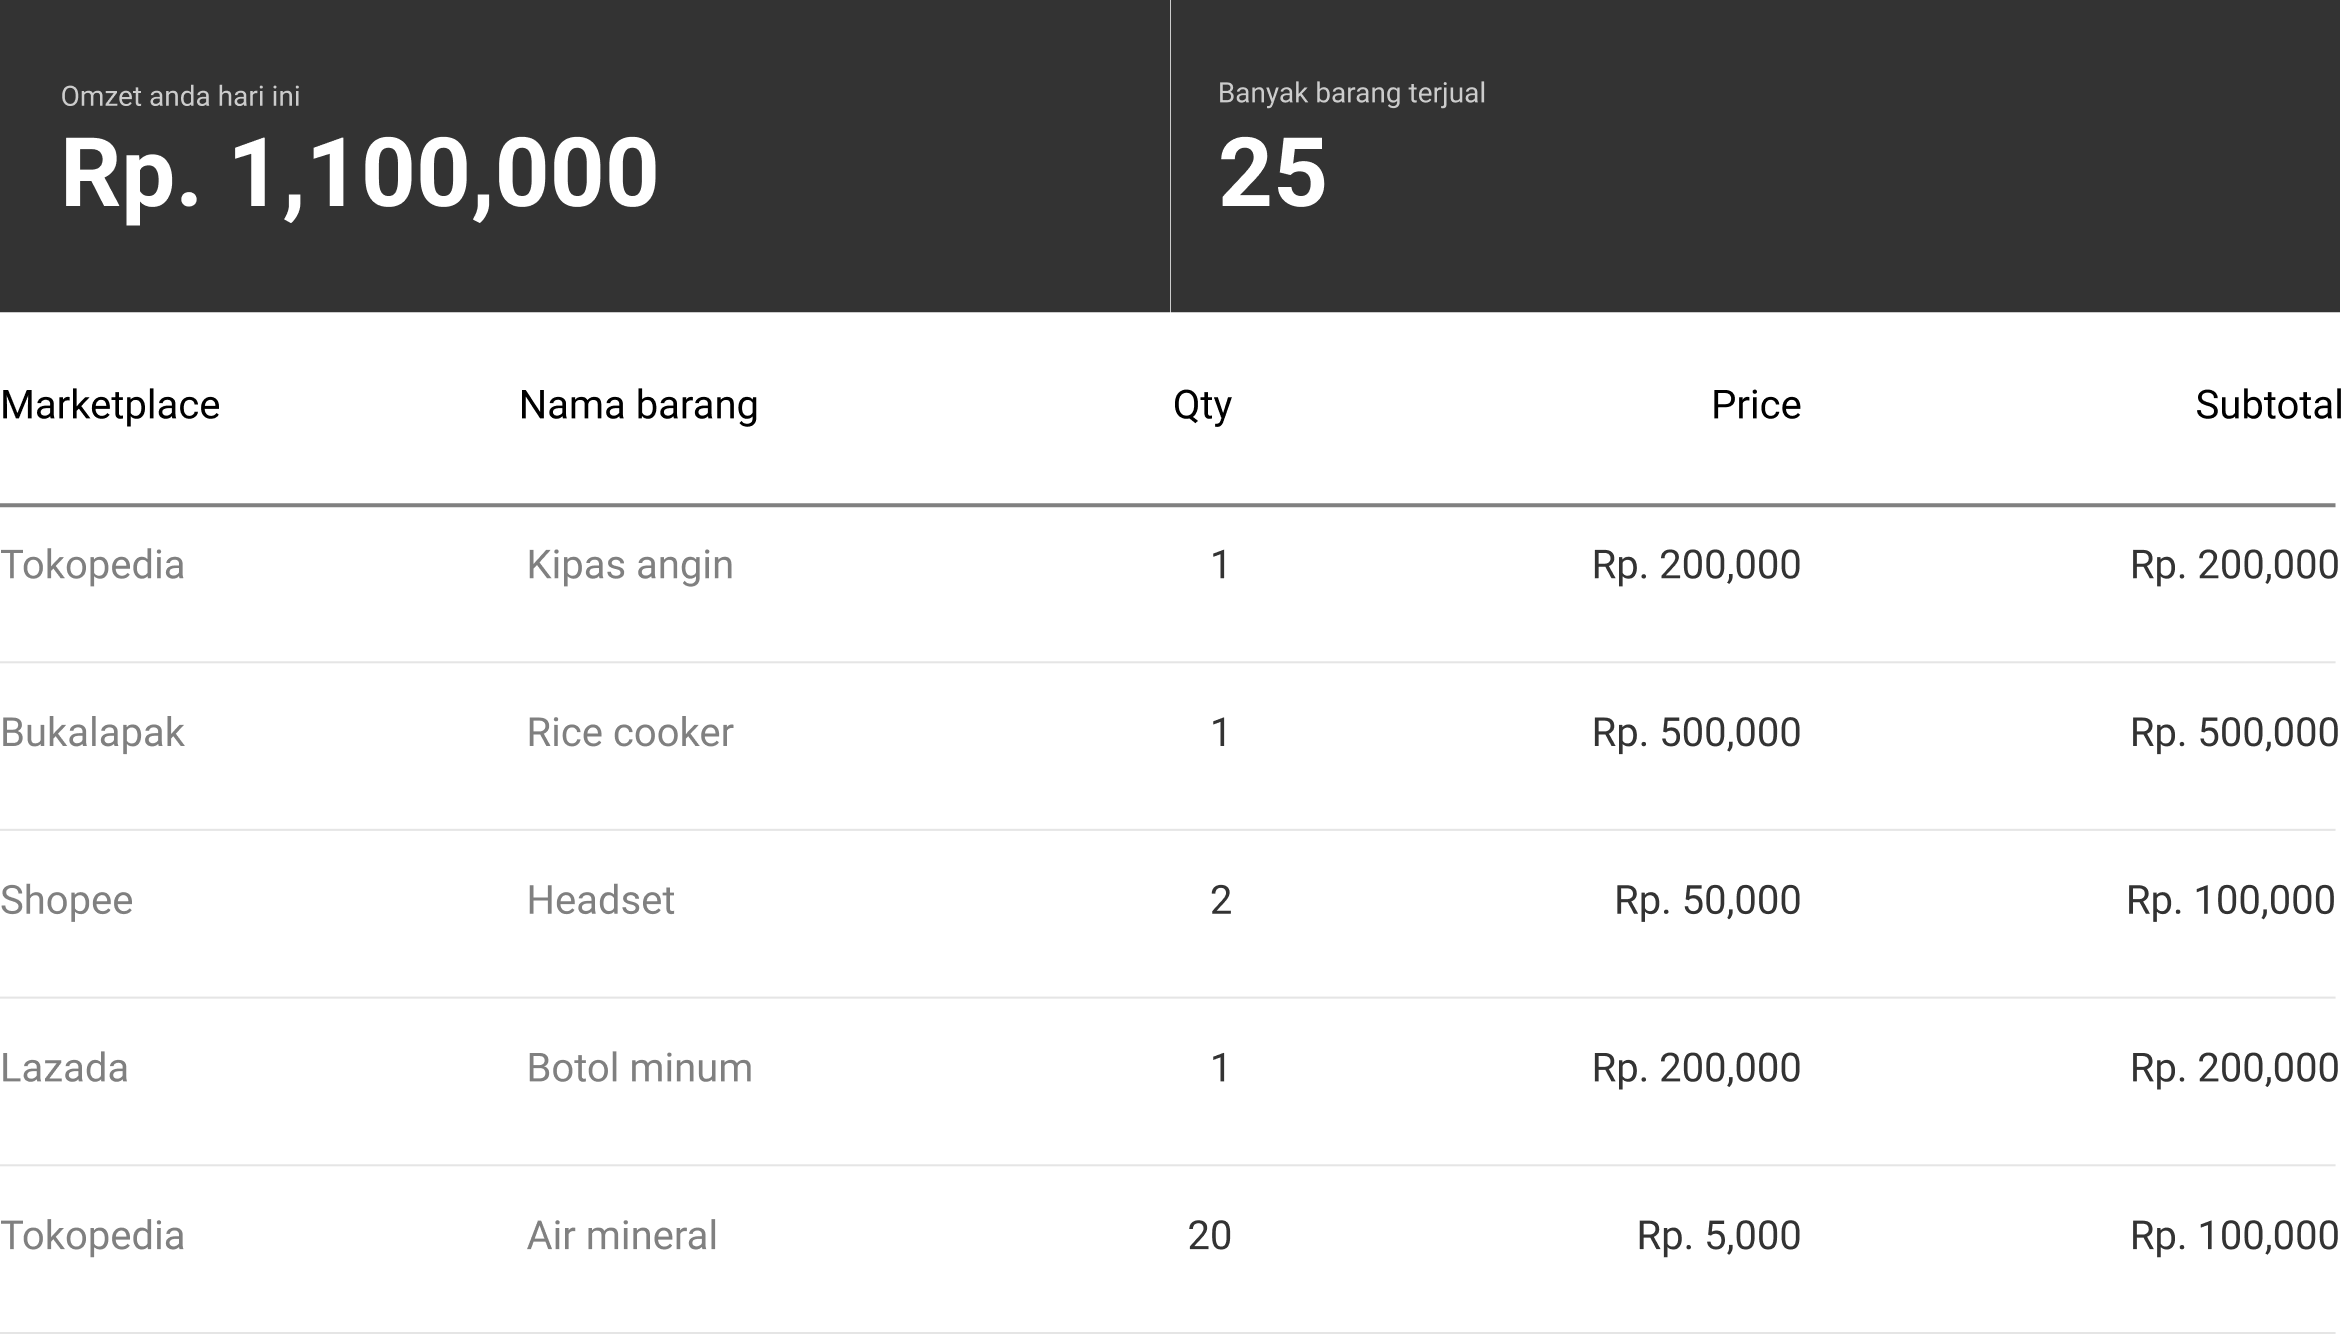 Omzet anda hari ini
Rp. 1,100,000
Banyak barang terjual
25
Marketplace Nama barang Qty Price Subtotal
Tokopedia Kipas angin 1 Rp. 200,000 Rp. 200,000
Bukalapak Rice cooker 1 Rp. 500,000 Rp. 500,000
Shopee Headset 2 Rp. 50,000 Rp. 100,000
Lazada Botol minum 1 Rp. 200,000 Rp. 200,000
Tokopedia Air mineral 20 Rp. 5,000 Rp. 100,000